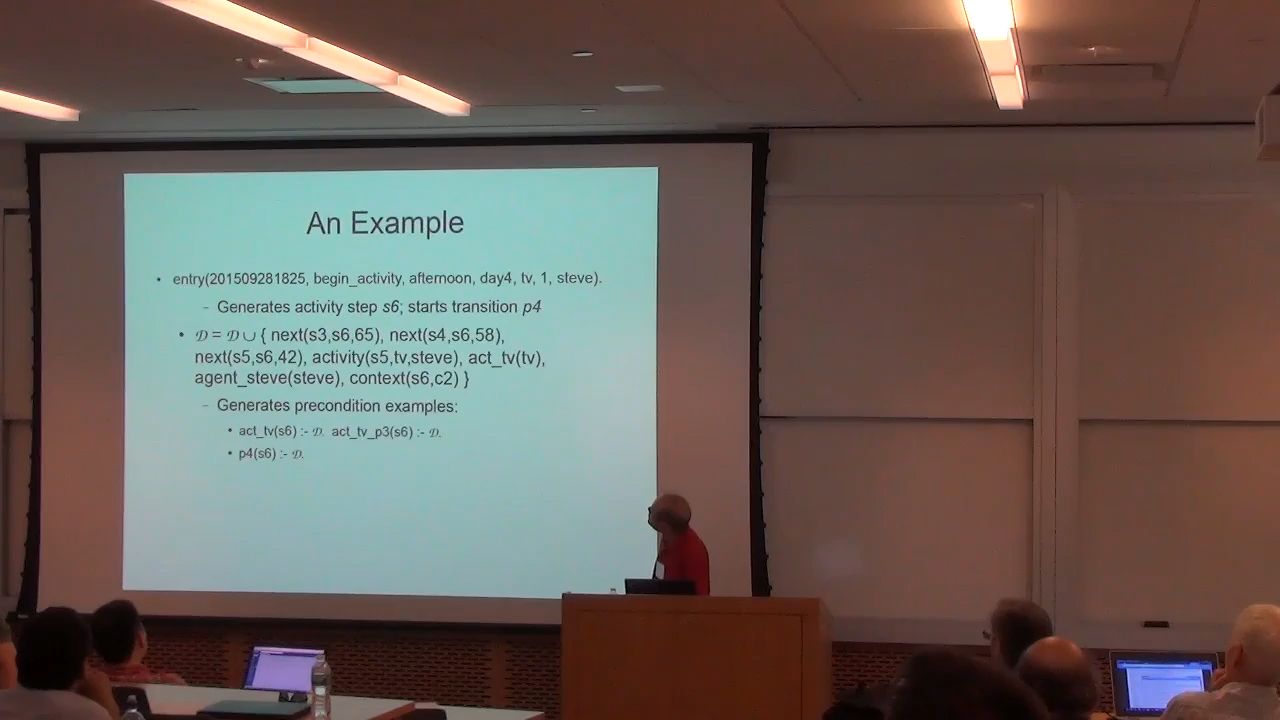 An Example
• entry(201509281825, begin_activity, afternoon, day4, tv, 1, steve).
– Generates activity step s6; starts transition p4
• 𝒟 = 𝒟 ∪ { next(s3,s6,65), next(s4,s6,58),
next(s5,s6,42), activity(s5,tv,steve), act_tv(tv),
agent_steve(steve), context(s6,c2) }
– Generates precondition examples:
• act_tv(s6) :- 𝒟. act_tv_p3(s6) :- 𝒟.
• p4(s6) :- 𝒟.